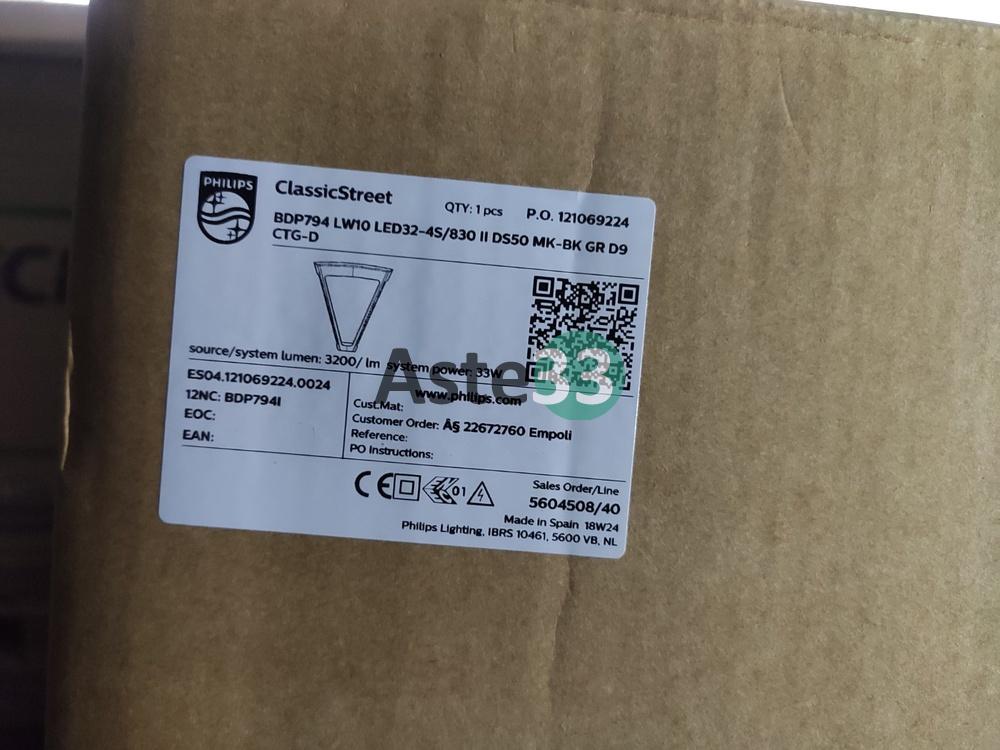 PHILIPS
ClassicStreet
QTY: 1 pcs
P.O. 121069224
BDP794 LW10 LED32-4S/830 II DS50 MK-BK GR D9
CTG-D
source/system lumen: 3200/ lm system power: 33W
Aste33
www.philips.com
ES04.121069224.0024
12NC: BDP794I
EOC:
EAN:
Cust.Mat:
Customer Order: Â§ 22672760 Empoli
Reference:
PO Instructions:
CE
01
Sales Order/Line
5604508/40
Made in Spain 18W24
Philips Lighting, IBRS 10461, 5600 VB, NL